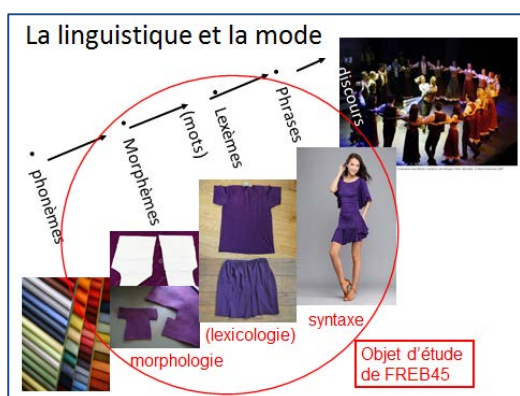 La linguistique et la mode
phonèmes
Morphèmes
(mots)
Lexèmes
Phrases
discours
morphologie
(lexicologie)
syntaxe
Objet d'étude
de FREB45